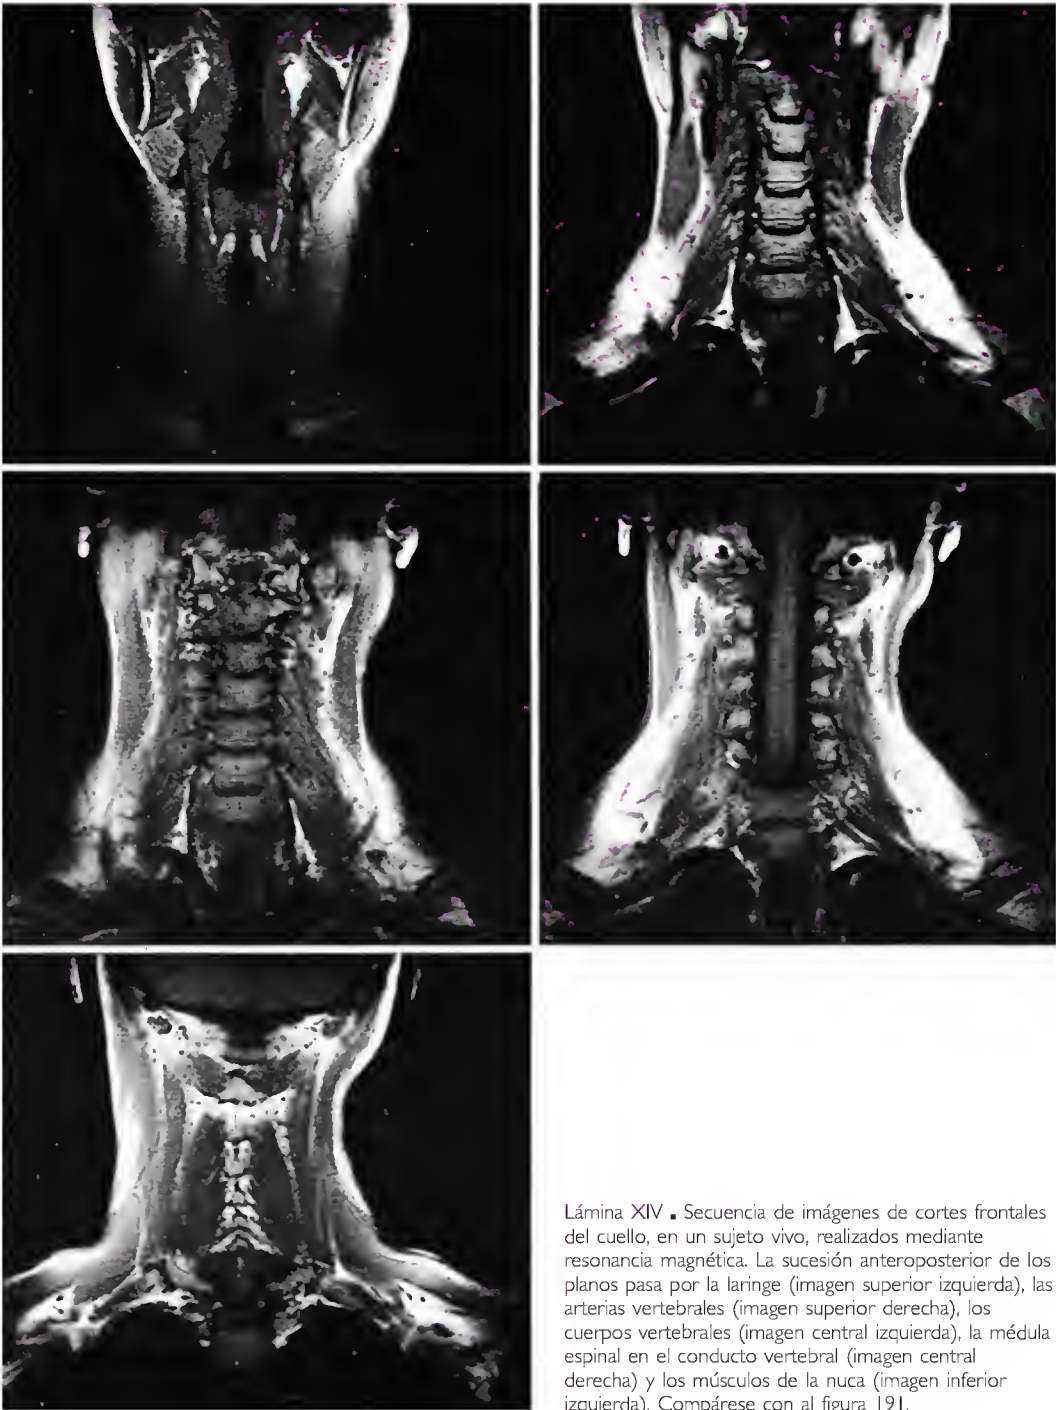 Lámina XIV ▪ Secuencia de imágenes de cortes frontales
del cuello, en un sujeto vivo, realizados mediante
resonancia magnética. La sucesión anteroposterior de los
planos pasa por la laringe (imagen superior izquierda), las
arterias vertebrales (imagen superior derecha), los
cuerpos vertebrales (imagen central izquierda), la médula
espinal en el conducto vertebral (imagen central
derecha) y los músculos de la nuca (imagen inferior
izquierda). Compárese con al figura 191.